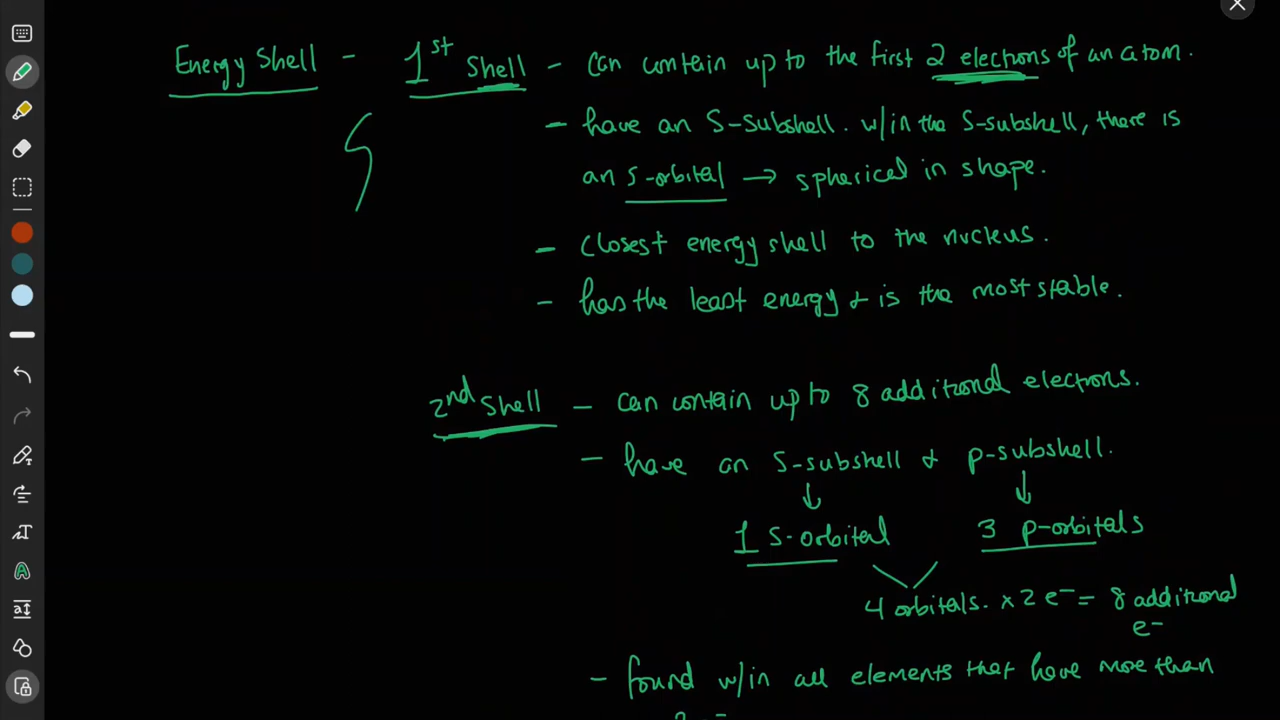 Energy Shell - 1st Shell - can contain up to the first 2 electrons of an atom.
- have an S-Subshell. w/in the S-subshell, there is
an s-orbital → spherical in shape.
- closest energy shell to the nucleus.
- has the least energy & is the most stable.
2nd Shell - can contain up to 8 additional electrons.
- have an S-subshell & p-subshell.
↓ ↓
1 S-orbital 3 p-orbitals
4 orbitals. x 2 e⁻ = 8 additional
e⁻
- found w/in all elements that have more than